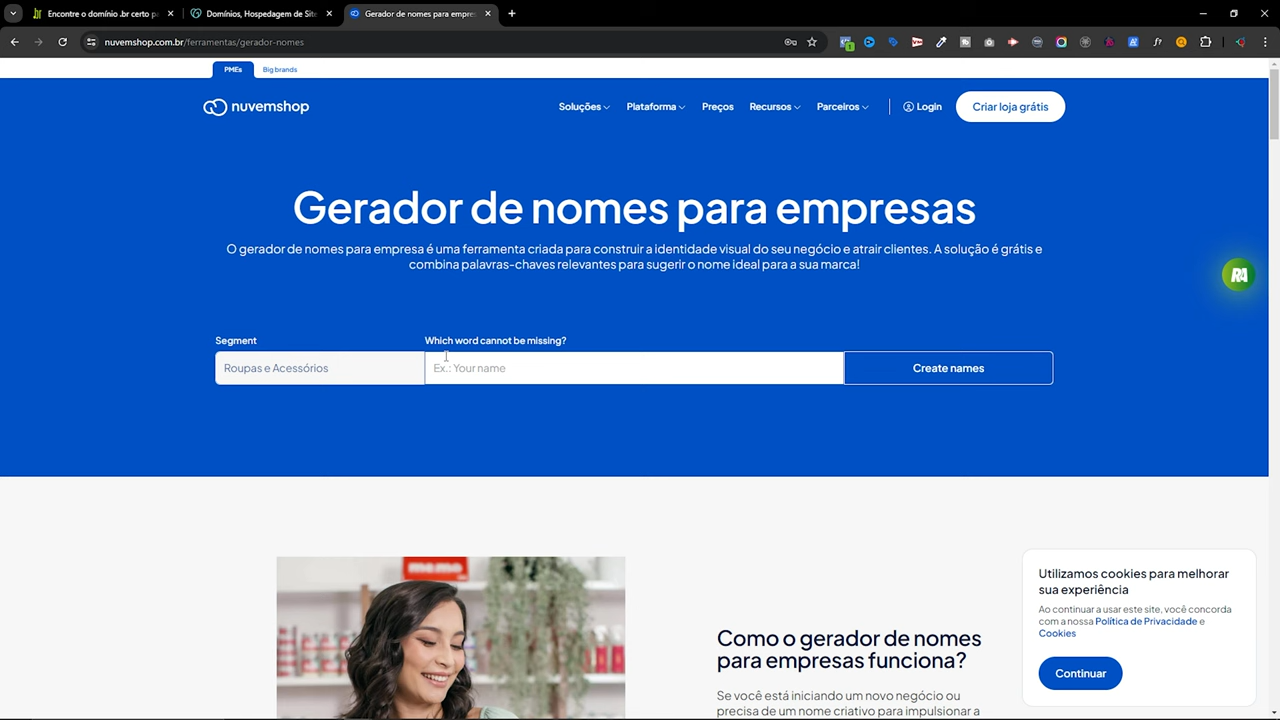 Encontre o domínio .br certo pa
Domínios, Hospedagem de Site
Gerador de nomes para empres
nuvemshop.com.br/ferramentas/gerador-nomes
PMEs
Big brands
nuvemshop
Soluções
Plataforma
Preços
Recursos
Parceiros
Login
Criar loja grátis
Gerador de nomes para empresas
O gerador de nomes para empresa é uma ferramenta criada para construir a identidade visual do seu negócio e atrair clientes. A solução é grátis e
combina palavras-chaves relevantes para sugerir o nome ideal para a sua marca!
RA
Segment
Which word cannot be missing?
Roupas e Acessórios
Ex.: Your name
Create names
Como o gerador de nomes
para empresas funciona?
Se você está iniciando um novo negócio ou
precisa de um nome criativo para impulsionar a
Utilizamos cookies para melhorar
sua experiência
Ao continuar a usar este site, você concorda
com a nossa Política de Privacidade e
Cookies
Continuar